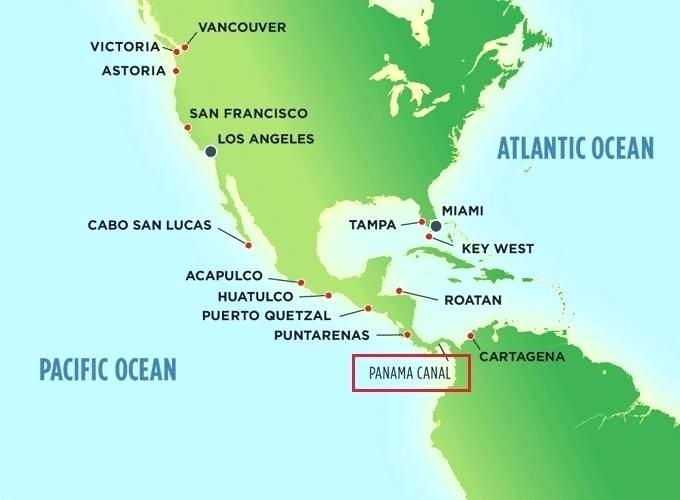 VANCOUVER
VICTORIA
ASTORIA
SAN FRANCISCO
LOS ANGELES
ATLANTIC OCEAN
MIAMI
TAMPA
CABO SAN LUCAS
KEY WEST
ACAPULCO
HUATULCO
ROATAN
PUERTO QUETZAL
PUNTARENAS
CARTAGENA
PACIFIC OCEAN
PANAMA CANAL